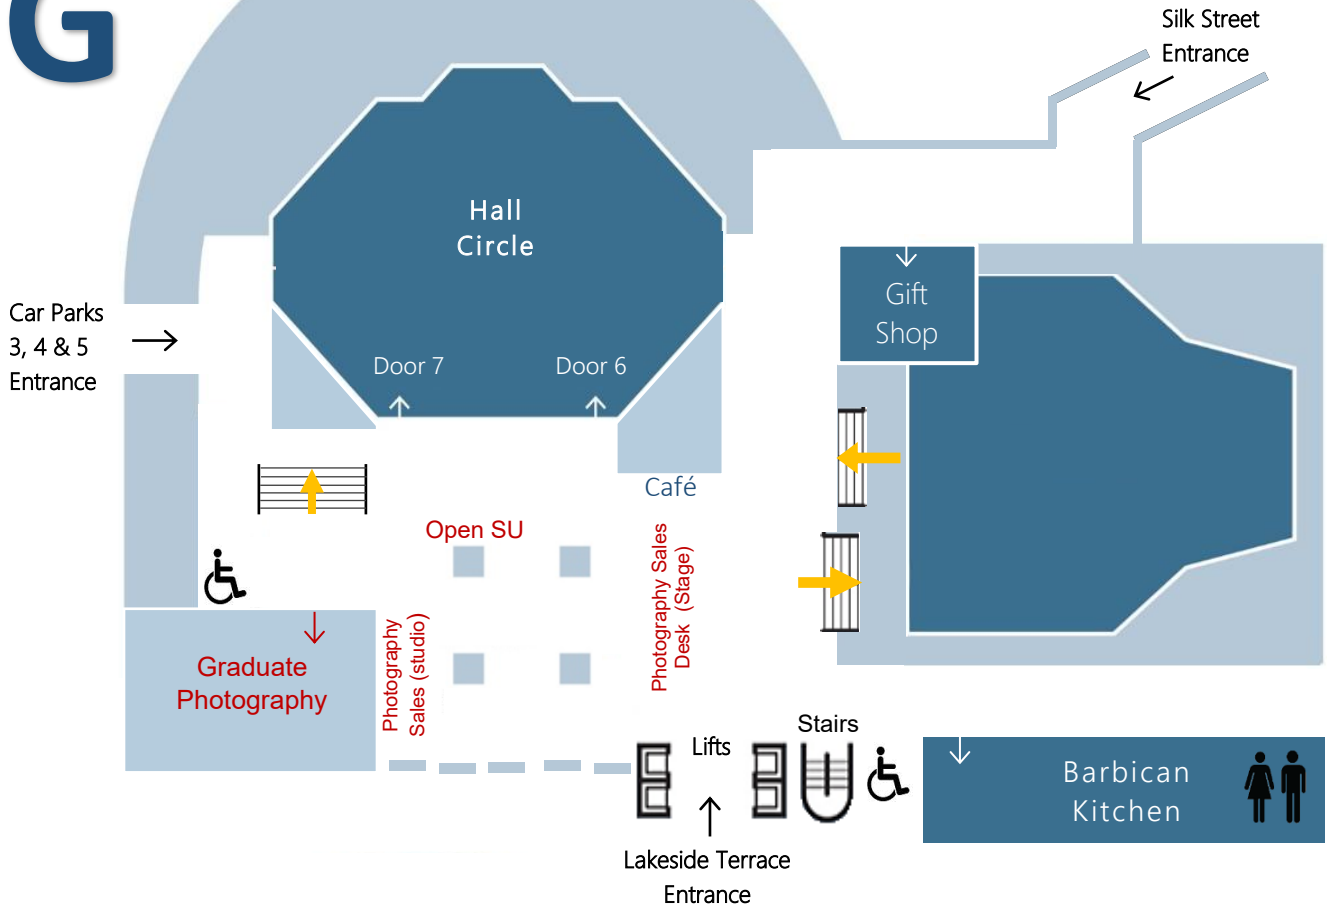 G
Silk Street
Entrance
Hall
Circle
Gift
Shop
Car Parks
3, 4 & 5
Entrance
Door 7
Door 6
Café
Open SU
Photography Sales
Desk (Stage)
Photography
Sales (studio)
Graduate
Photography
Stairs
Lifts
Barbican
Kitchen
Lakeside Terrace
Entrance